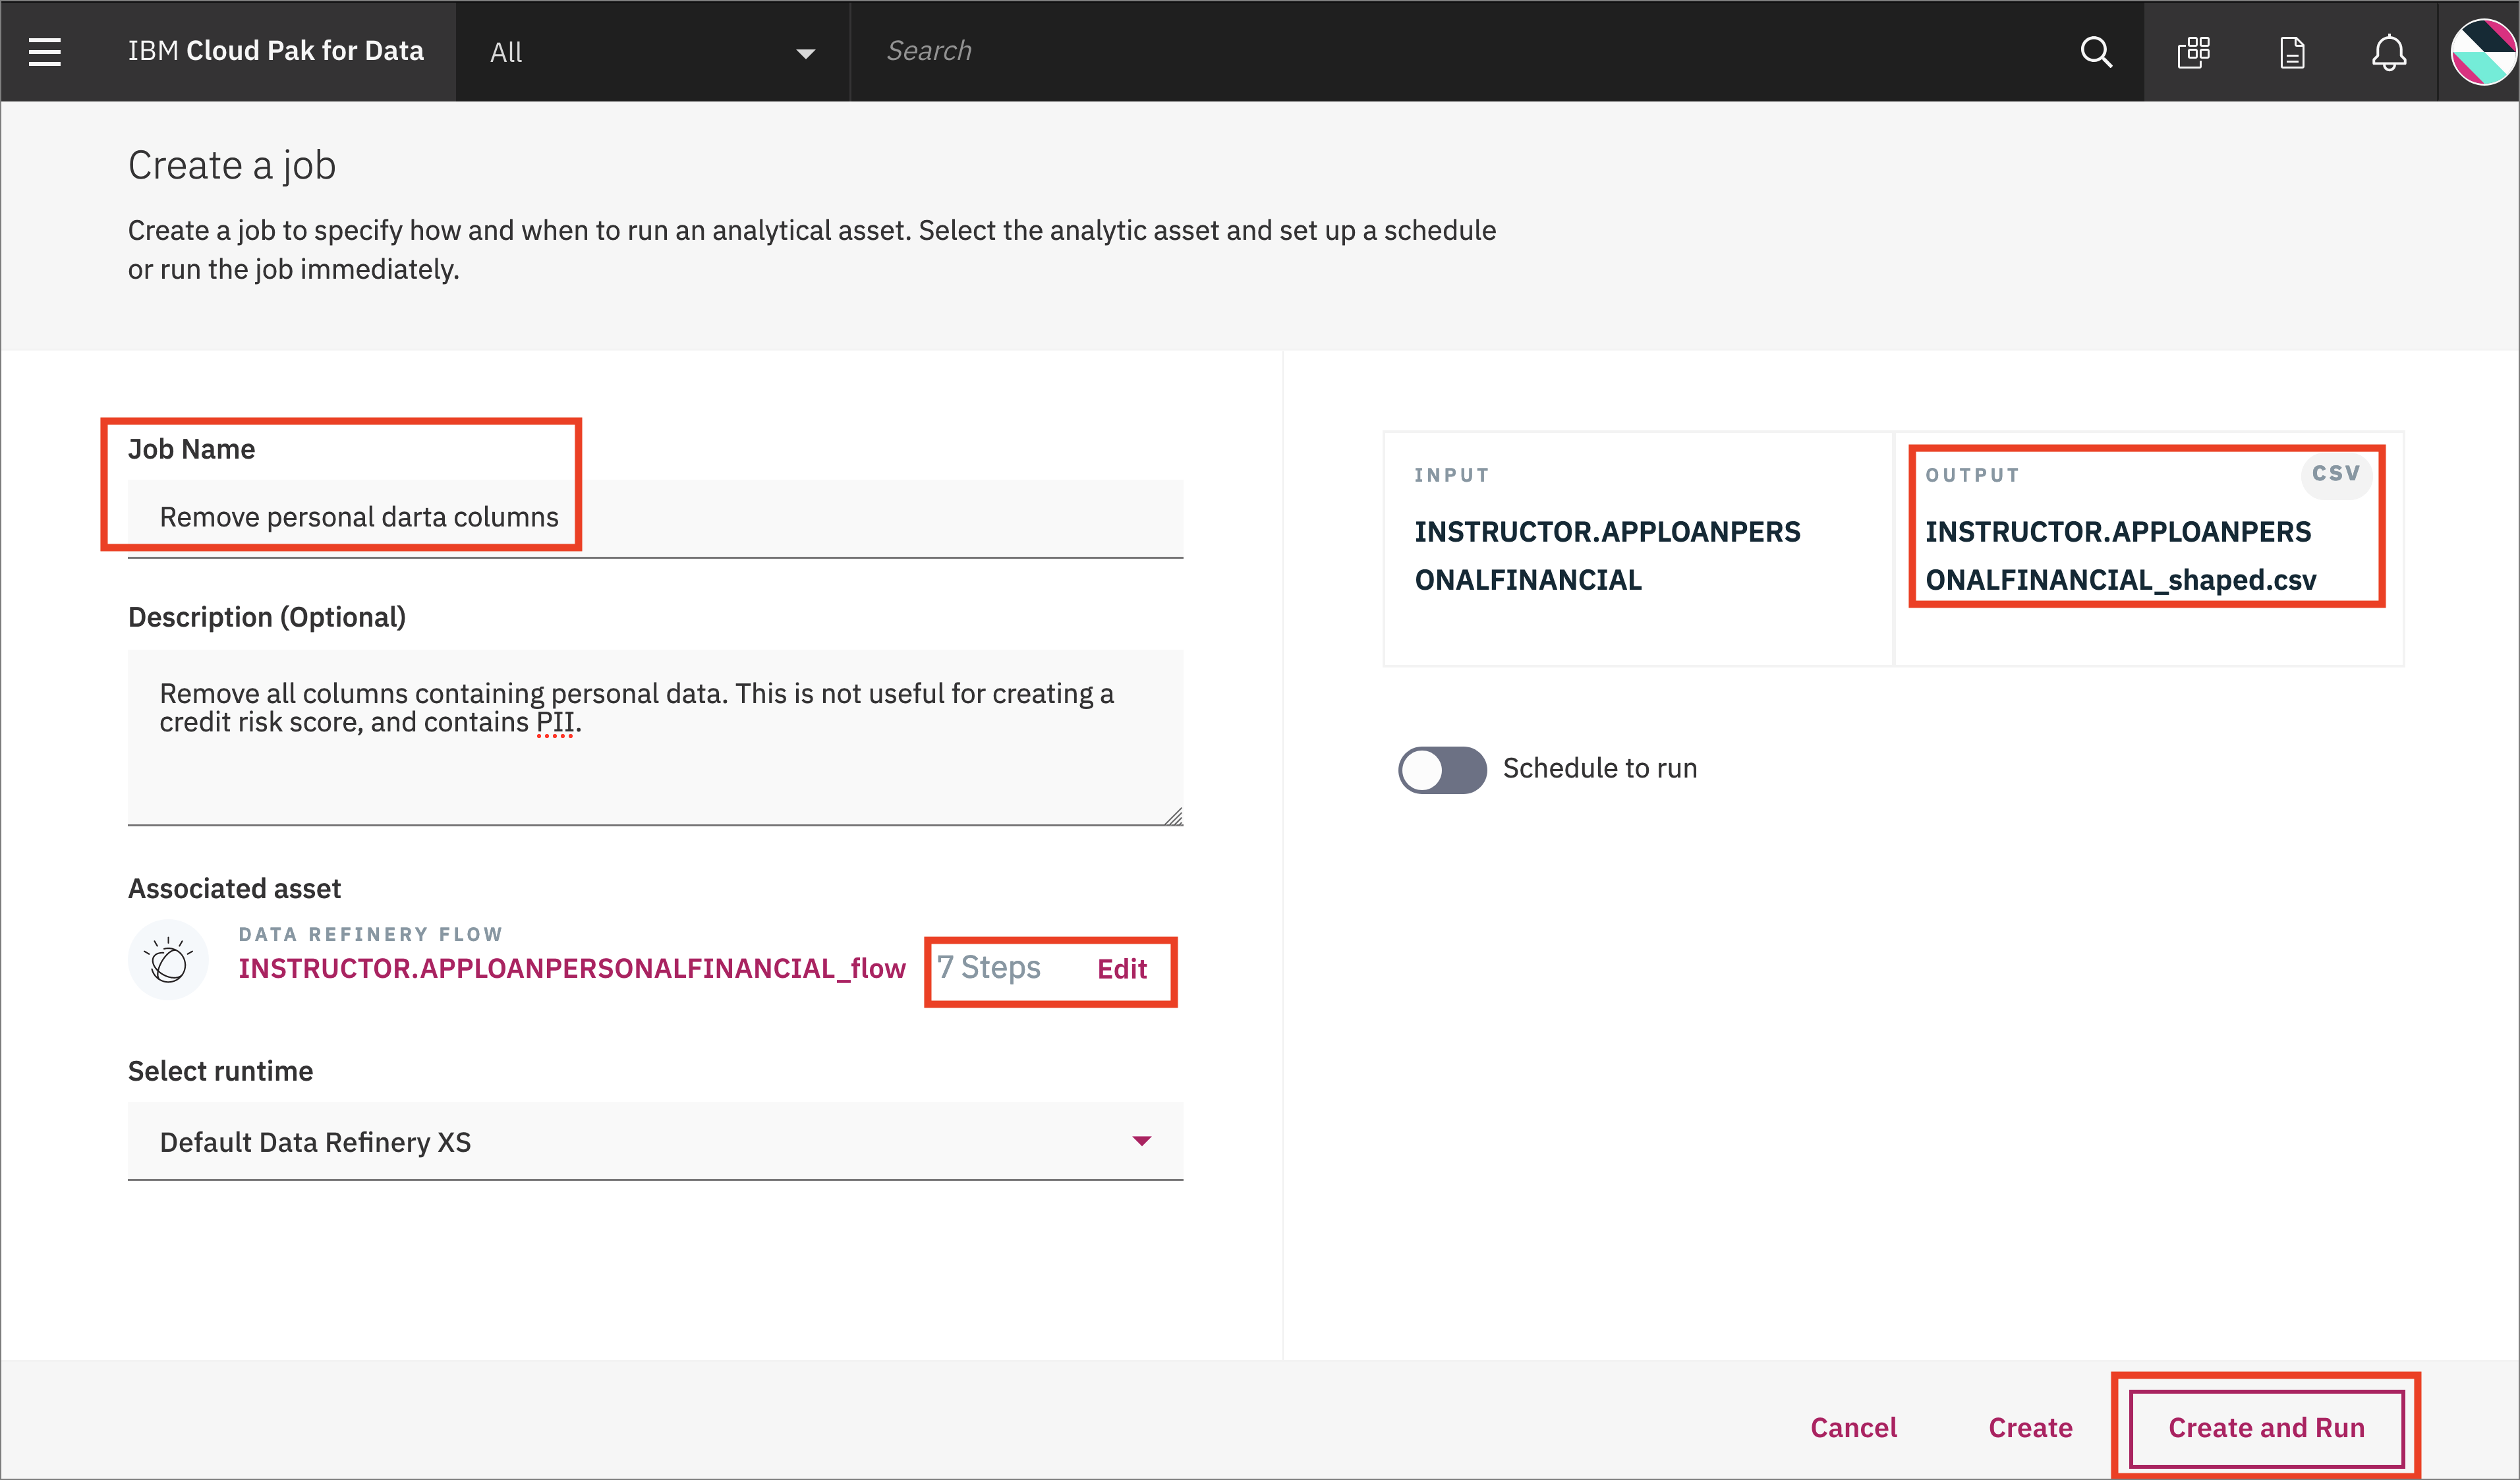 IBM Cloud Pak for Data
All
Search
Create a job
Create a job to specify how and when to run an analytical asset. Select the analytic asset and set up a schedule
or run the job immediately.
Job Name
Remove personal darta columns
Description (Optional)
Remove all columns containing personal data. This is not useful for creating a
credit risk score, and contains PII.
Associated asset
DATA REFINERY FLOW
INSTRUCTOR.APPLOANPERSONALFINANCIAL_flow
7 Steps
Edit
Select runtime
Default Data Refinery XS
INPUT
INSTRUCTOR.APPLOANPERS
ONALFINANCIAL
OUTPUT
CSV
INSTRUCTOR.APPLOANPERS
ONALFINANCIAL_shaped.csv
Schedule to run
Cancel
Create
Create and Run